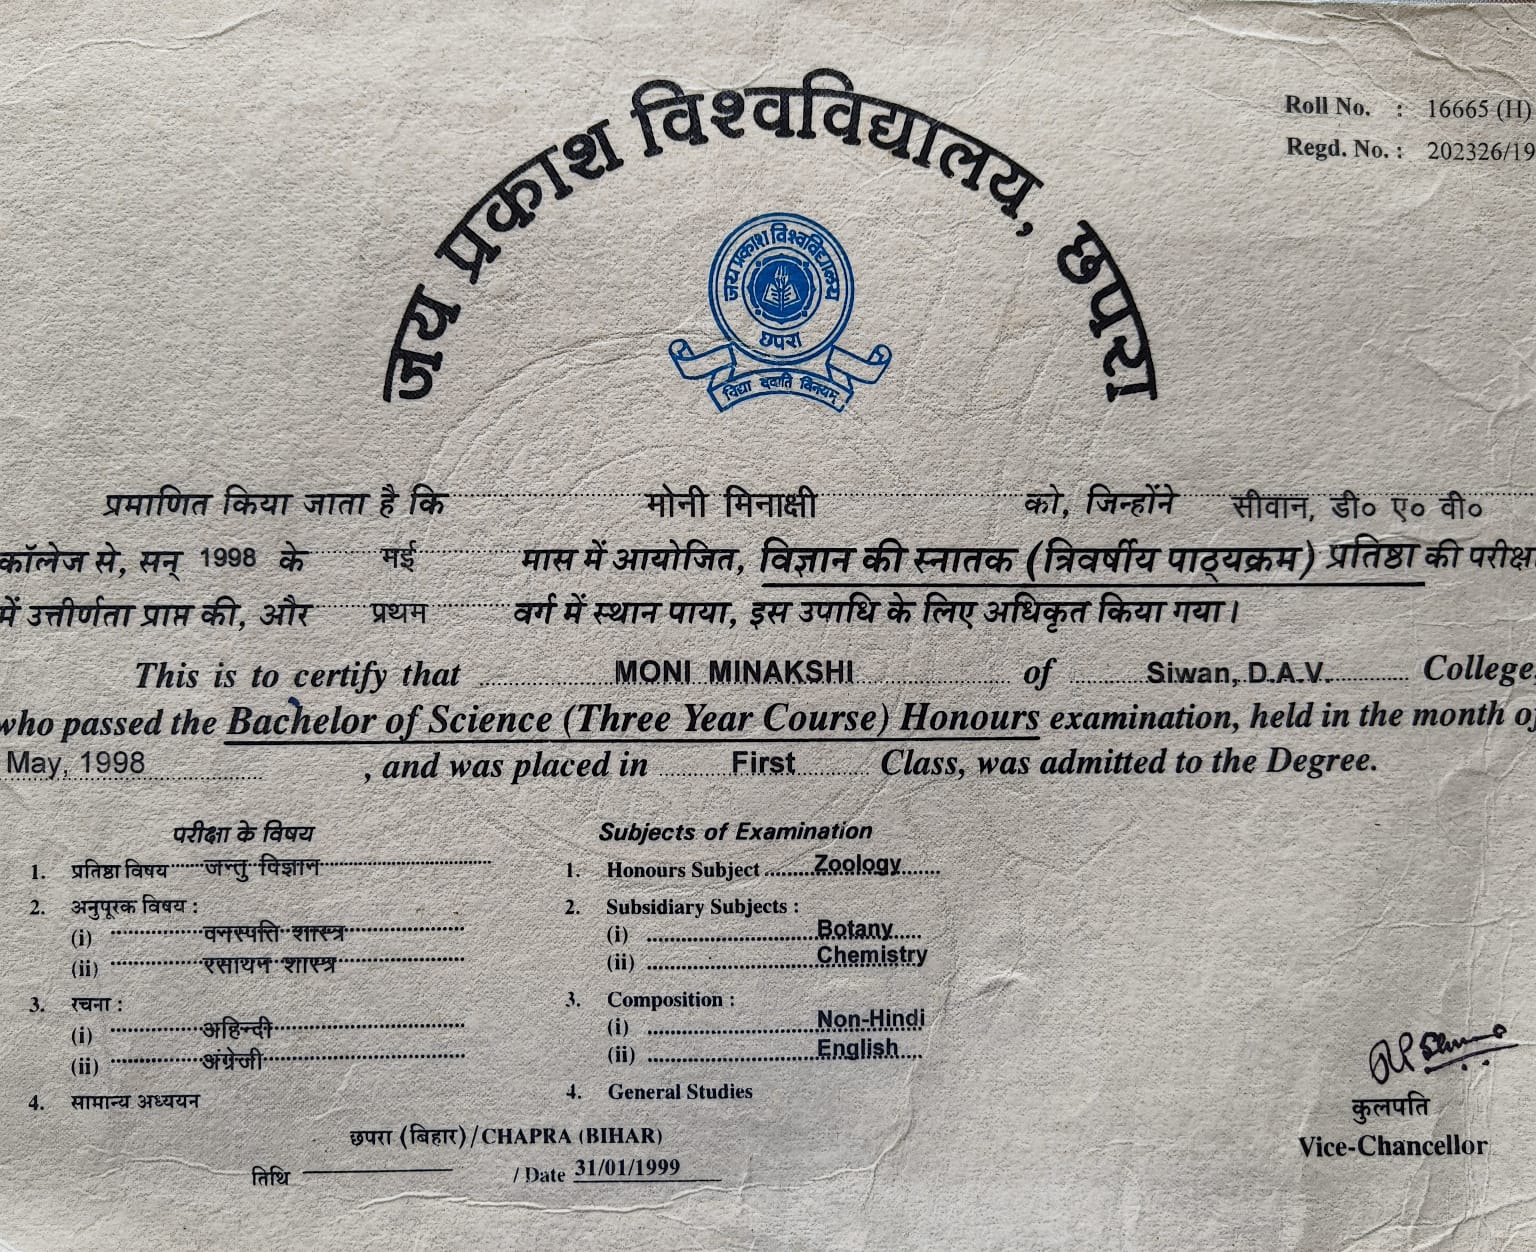 Roll No. : 16665 (H)
Regd. No. : 202326/19
जय प्रकाश विश्वविद्यालय, छपरा
जय प्रकाश विश्वविद्यालय
छपरा
विद्या ददाति विनयम्
प्रमाणित किया जाता है कि मोनी मिनाक्षी को, जिन्होंने सीवान, डी० ए० वी०
कॉलेज से, सन् 1998 के मई मास में आयोजित, विज्ञान की स्नातक (त्रिवर्षीय पाठ्यक्रम) प्रतिष्ठा की परीक्षा
में उत्तीर्णता प्राप्त की, और प्रथम वर्ग में स्थान पाया, इस उपाधि के लिए अधिकृत किया गया।
This is to certify that MONI MINAKSHI of Siwan, D.A.V. College,
who passed the Bachelor of Science (Three Year Course) Honours examination, held in the month of
May, 1998 , and was placed in First Class, was admitted to the Degree.
परीक्षा के विषय
1. प्रतिष्ठा विषय जन्तु विज्ञान
2. अनुपूरक विषय :
(i) वनस्पति शास्त्र
(ii) रसायन शास्त्र
3. रचना :
(i) अहिन्दी
(ii) अंग्रेजी
4. सामान्य अध्ययन
Subjects of Examination
1. Honours Subject Zoology
2. Subsidiary Subjects :
(i) Botany
(ii) Chemistry
3. Composition :
(i) Non-Hindi
(ii) English
4. General Studies
छपरा (बिहार)/CHAPRA (BIHAR)
तिथि / Date 31/01/1999
कुलपति
Vice-Chancellor